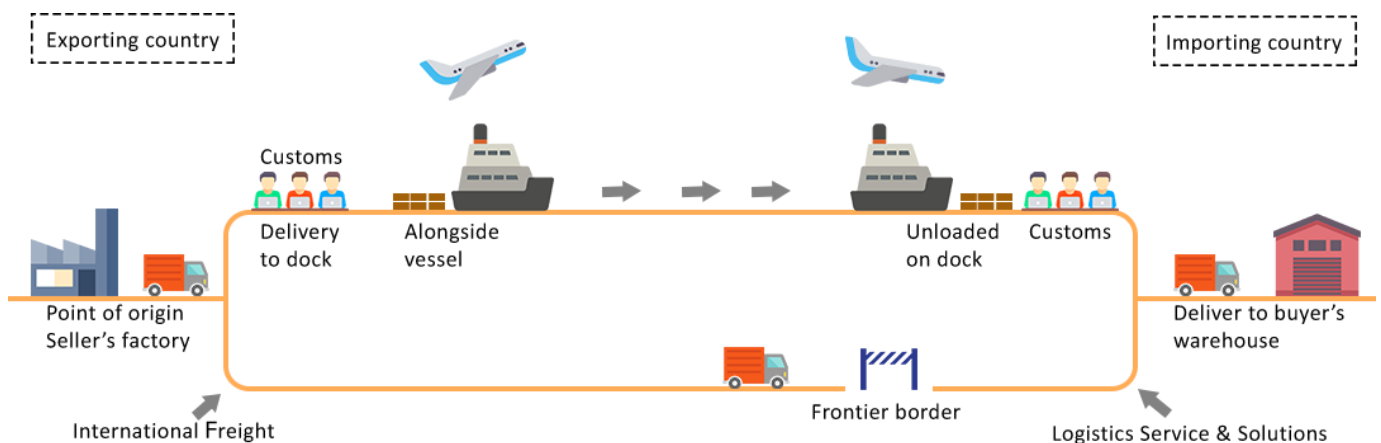 Exporting country
Importing country
Customs
Delivery
to dock
Alongside
vessel
Unloaded
on dock
Customs
Point of origin
Seller's factory
Deliver to buyer's
warehouse
Frontier border
International Freight
Logistics Service & Solutions